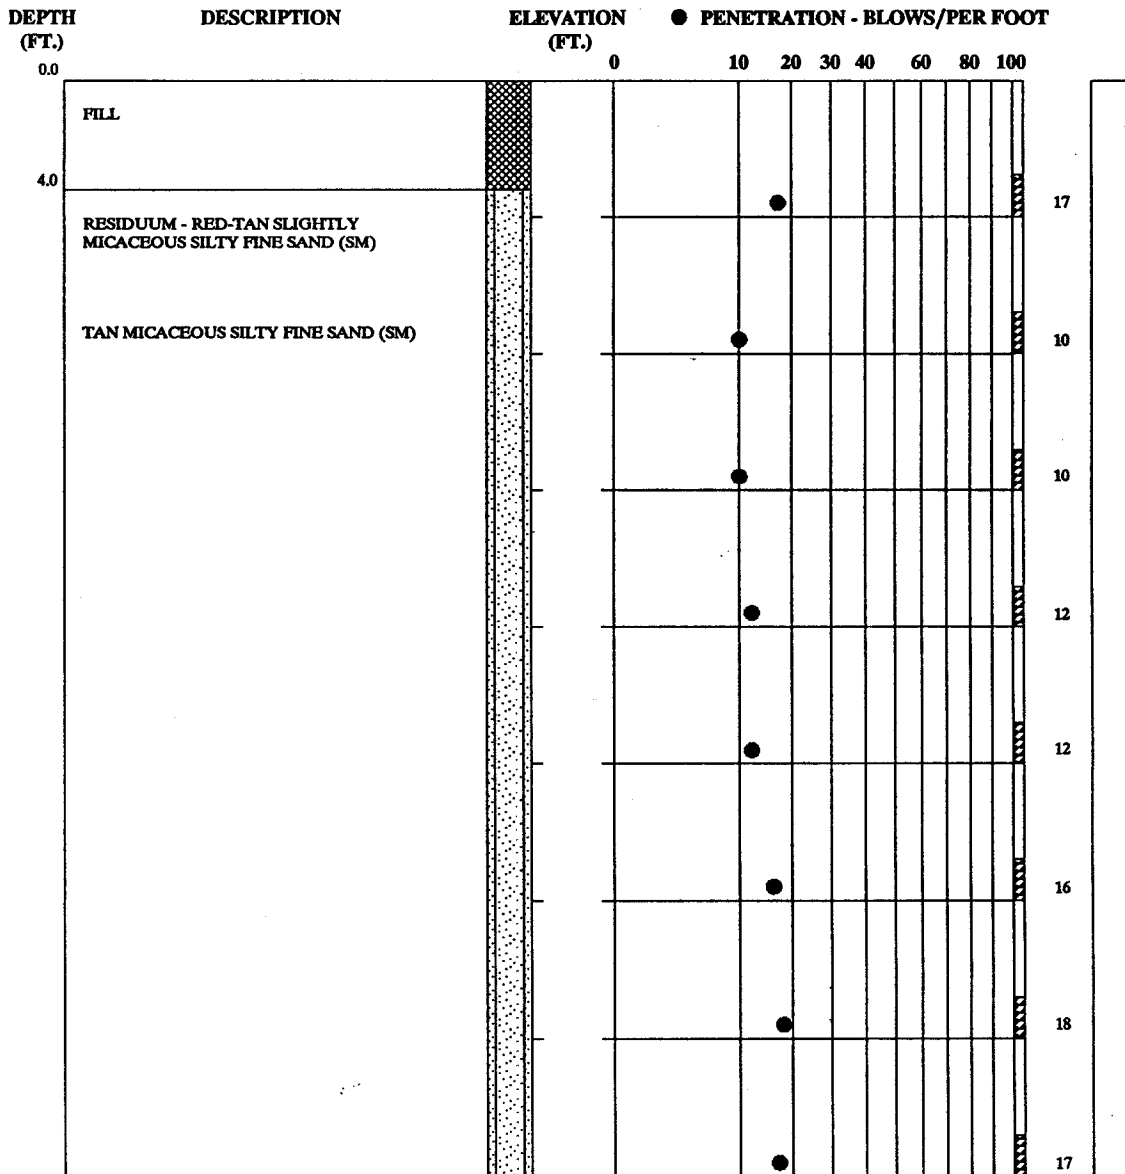 DEPTH DESCRIPTION ELEVATION ● PENETRATION - BLOWS/PER FOOT
(FT.) (FT.)
0 10 20 30 40 60 80 100
0.0
FILL
4.0
17
RESIDUUM - RED-TAN SLIGHTLY
MICACEOUS SILTY FINE SAND (SM)
TAN MICACEOUS SILTY FINE SAND (SM)
10
10
12
12
16
18
17